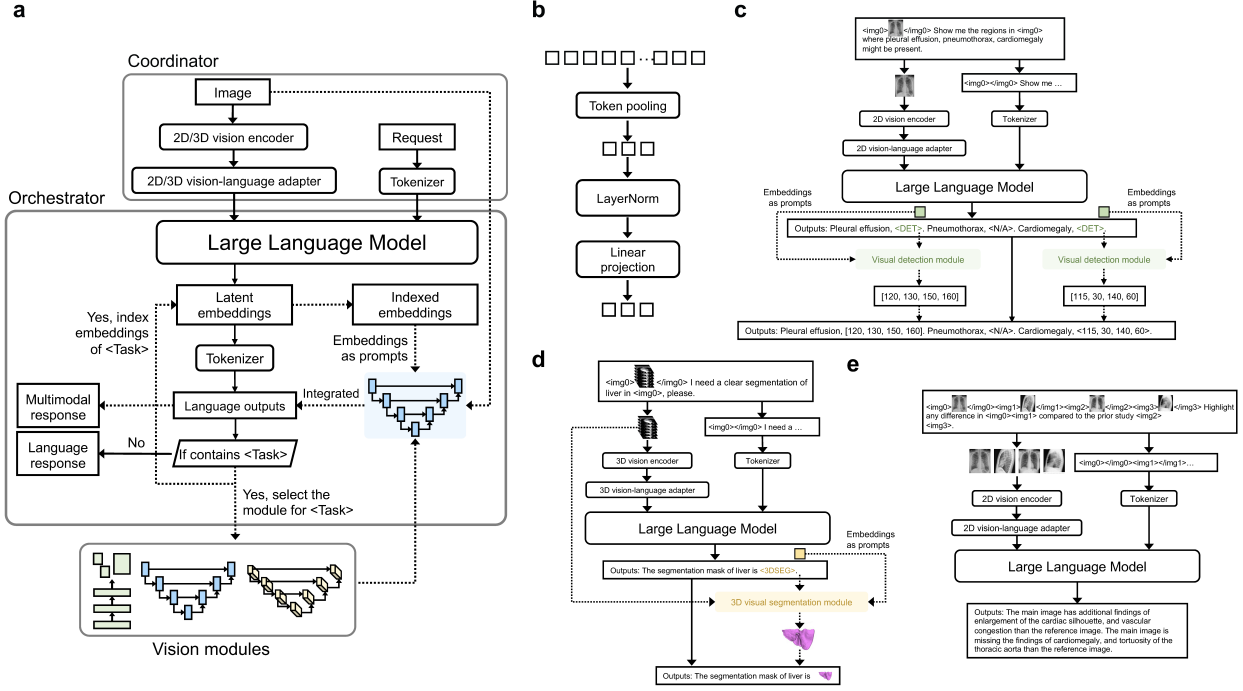 a
Coordinator
Image
2D/3D vision encoder
Request
2D/3D vision-language adapter
Tokenizer
Orchestrator
Large Language Model
Latent
embeddings
Indexed
embeddings
Yes, index
embeddings
of <Task>
Embeddings
as prompts
Tokenizer
Multimodal
response
Language outputs
Integrated
Language
response
No
If contains <Task>
Yes, select the
module for <Task>
Vision modules
b
Token pooling
LayerNorm
Linear
projection
c
<img0></img0> Show me the regions in <img0>
where pleural effusion, pneumothorax, cardiomegaly
might be present.
<img0></img0> Show me ...
2D vision encoder
Tokenizer
2D vision-language adapter
Large Language Model
Embeddings
as prompts
Embeddings
as prompts
Outputs: Pleural effusion, <DET>. Pneumothorax, <N/A>. Cardiomegaly, <DET>.
Visual detection module
Visual detection module
[120, 130, 150, 160]
[115, 30, 140, 60]
Outputs: Pleural effusion, [120, 130, 150, 160]. Pneumothorax, <N/A>. Cardiomegaly, <115, 30, 140, 60>.
d
<img0></img0> I need a clear segmentation of
liver in <img0>, please.
<img0></img0> I need a ...
3D vision encoder
Tokenizer
3D vision-language adapter
Large Language Model
Embeddings
as prompts
Outputs: The segmentation mask of liver is <3DSEG>.
3D visual segmentation module
Outputs: The segmentation mask of liver is
e
<img0></img0><img1></img1><img2></img2><img3></img3> Highlight
any difference in <img0><img1> compared to the prior study <img2>
<img3>.
<img0></img0><img1></img1>...
2D vision encoder
Tokenizer
2D vision-language adapter
Large Language Model
Outputs: The main image has additional findings of
enlargement of the cardiac silhouette, and vascular
congestion than the reference image. The main image is
missing the findings of cardiomegaly, and tortuosity of the
thoracic aorta than the reference image.